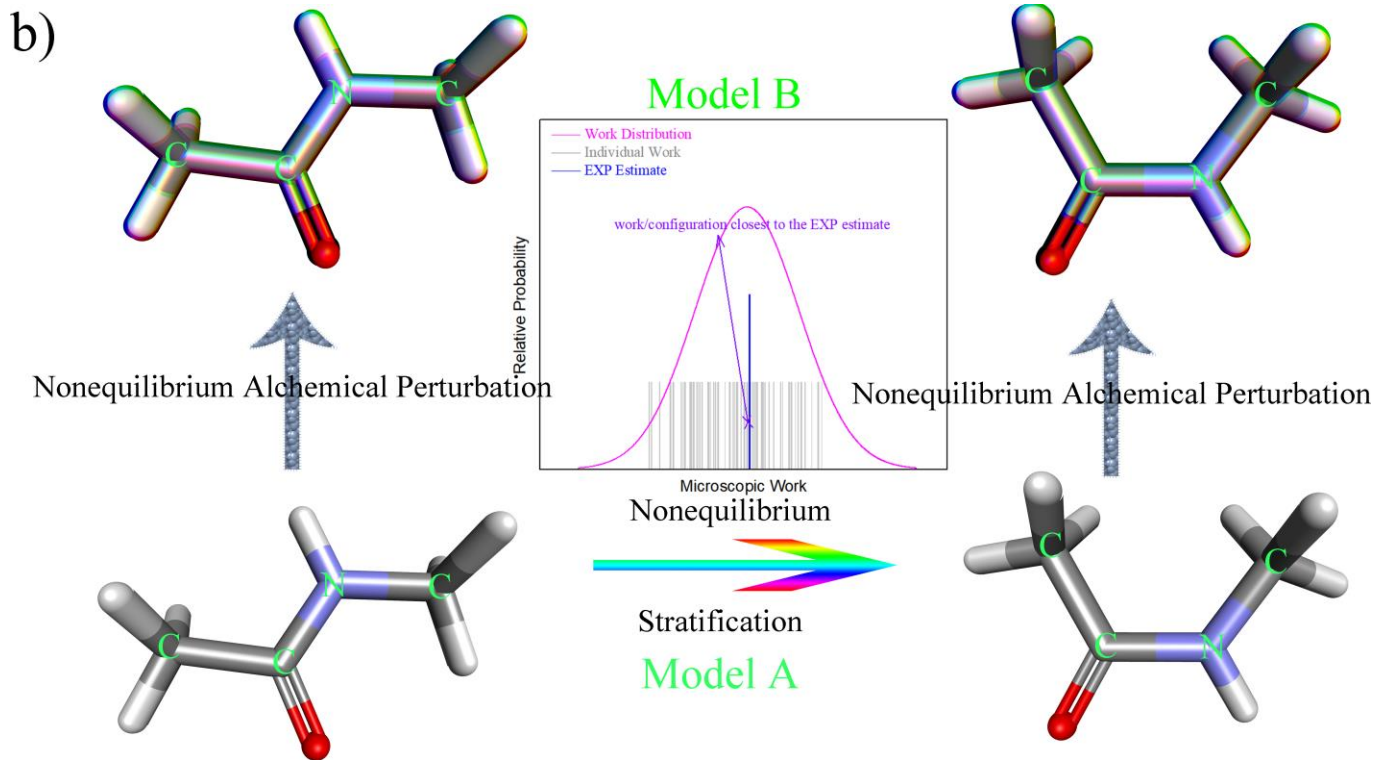 b)
N
C
C
C
N
C
C
C
Model B
Work Distribution
Individual Work
EXP Estimate
work/configuration closest to the EXP estimate
Relative Probability
Microscopic Work
Nonequilibrium Alchemical Perturbation
Nonequilibrium Alchemical Perturbation
Nonequilibrium
Stratification
Model A
N
C
C
C
C
C
C
N